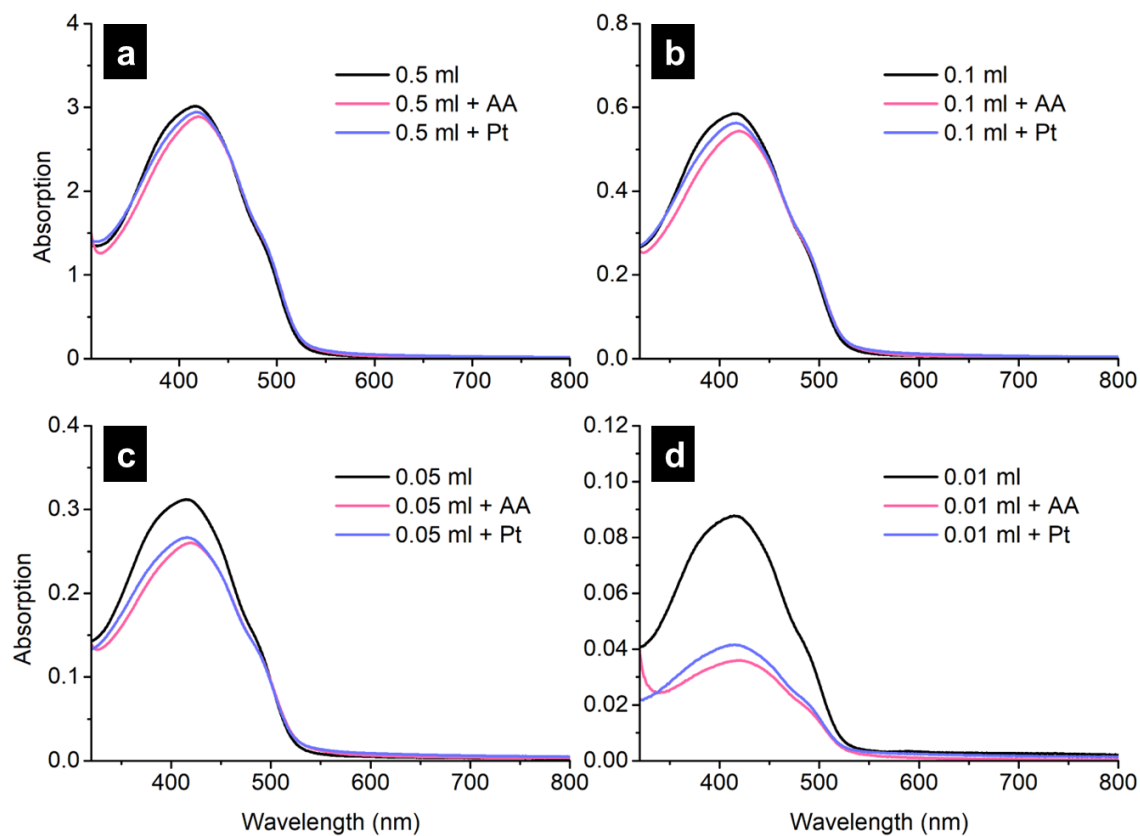 a
0.5 ml
0.5 ml + AA
0.5 ml + Pt
Absorption
4
3
2
1
0
400 500 600 700 800
b
0.1 ml
0.1 ml + AA
0.1 ml + Pt
0.8
0.6
0.4
0.2
0.0
400 500 600 700 800
c
0.05 ml
0.05 ml + AA
0.05 ml + Pt
Absorption
0.4
0.3
0.2
0.1
0.0
400 500 600 700 800
Wavelength (nm)
d
0.01 ml
0.01 ml + AA
0.01 ml + Pt
0.12
0.10
0.08
0.06
0.04
0.02
0.00
400 500 600 700 800
Wavelength (nm)